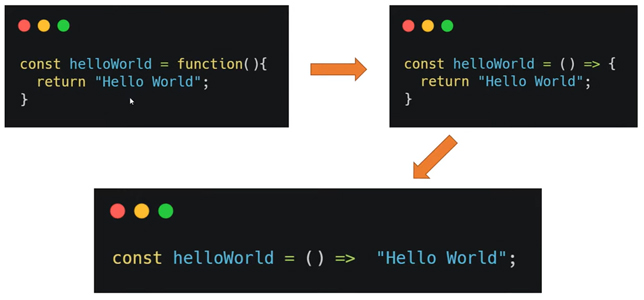 const helloWorld = function(){
  return "Hello World";
}
const helloWorld = () => {
  return "Hello World";
}
const helloWorld = () =>  "Hello World";